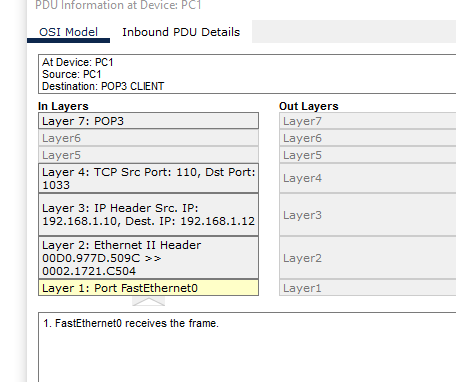 PDU Information at Device: PC1
OSI Model
Inbound PDU Details
At Device: PC1
Source: PC1
Destination: POP3 CLIENT
In Layers
Layer 7: POP3
Layer6
Layer5
Layer 4: TCP Src Port: 110, Dst Port:
1033
Layer 3: IP Header Src. IP:
192.168.1.10, Dest. IP: 192.168.1.12
Layer 2: Ethernet II Header
00D0.977D.509C >>
0002.1721.C504
Layer 1: Port FastEthernet0
Out Layers
Layer7
Layer6
Layer5
Layer4
Layer3
Layer2
Layer1
1. FastEthernet0 receives the frame.